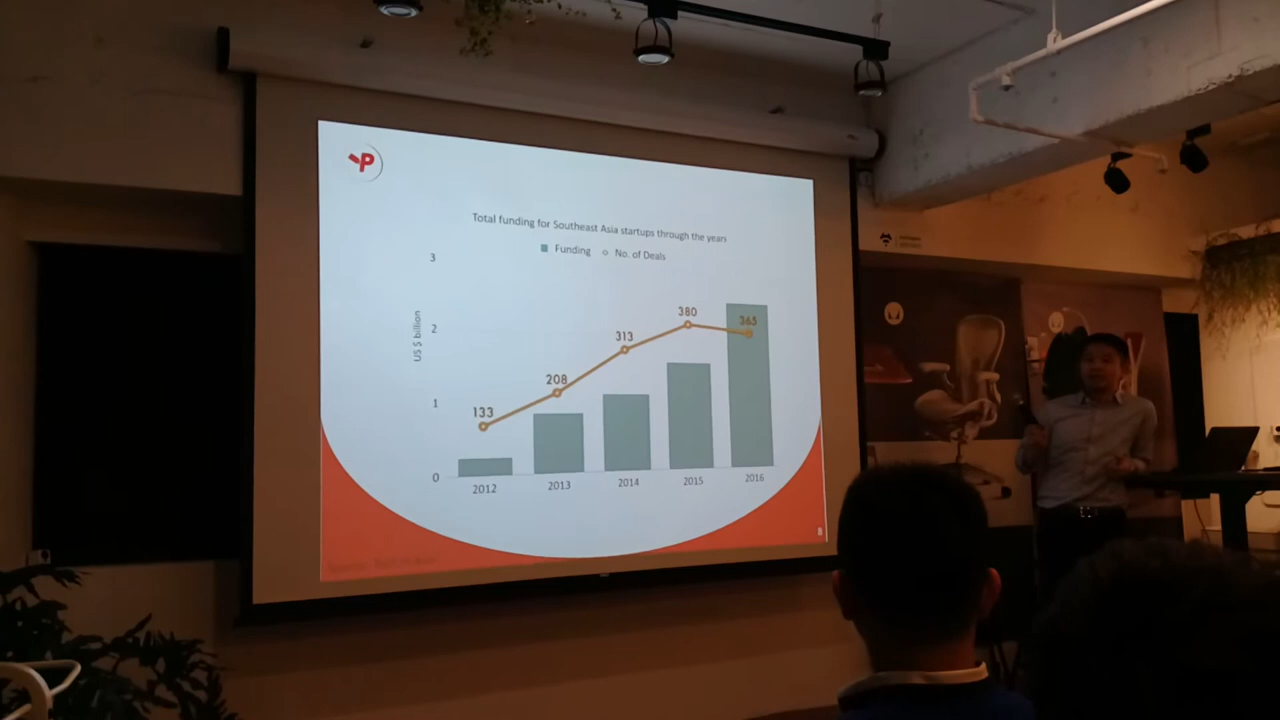 P
Total funding for Southeast Asia startups through the years
Funding No. of Deals
US $ billion
3
2
1
0
133
208
313
380
365
2012 2013 2014 2015 2016
8